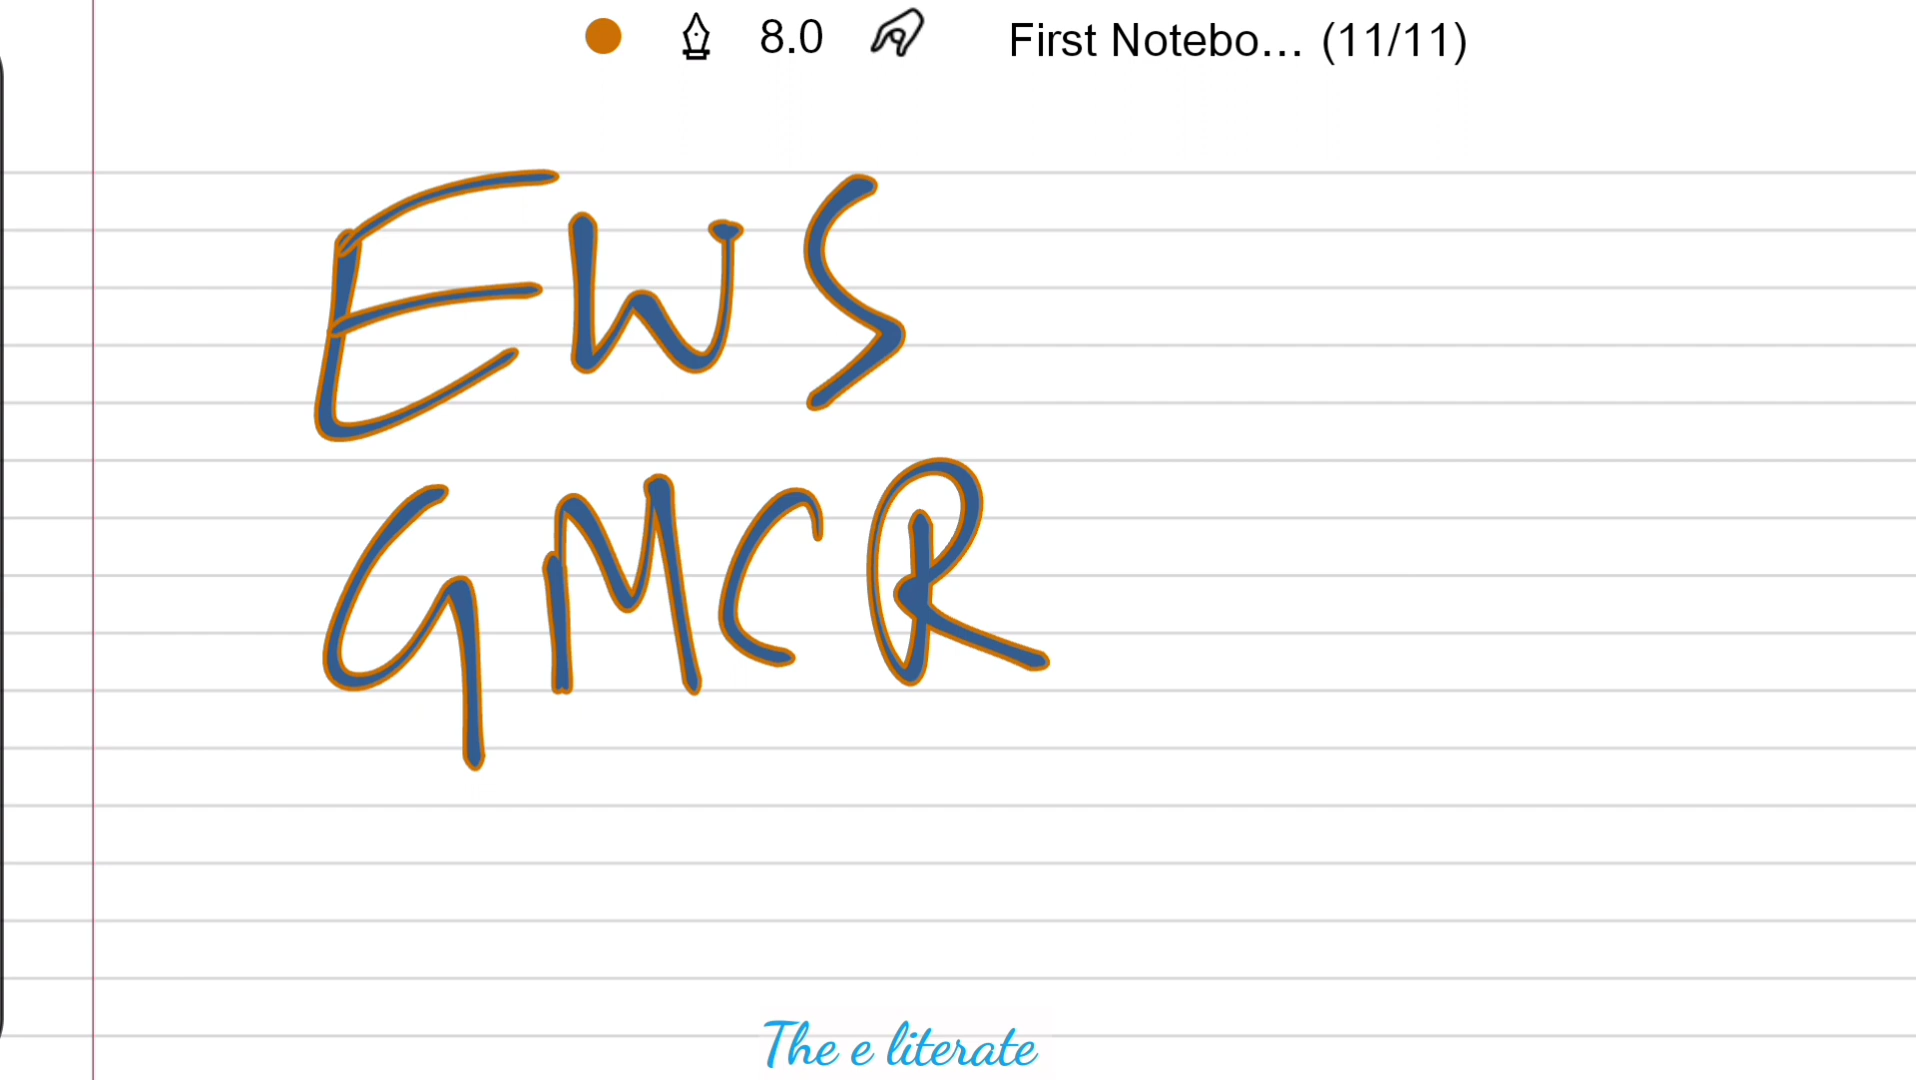 8.0 First Notebo... (11/11)
EWS
GMCR
The e literate